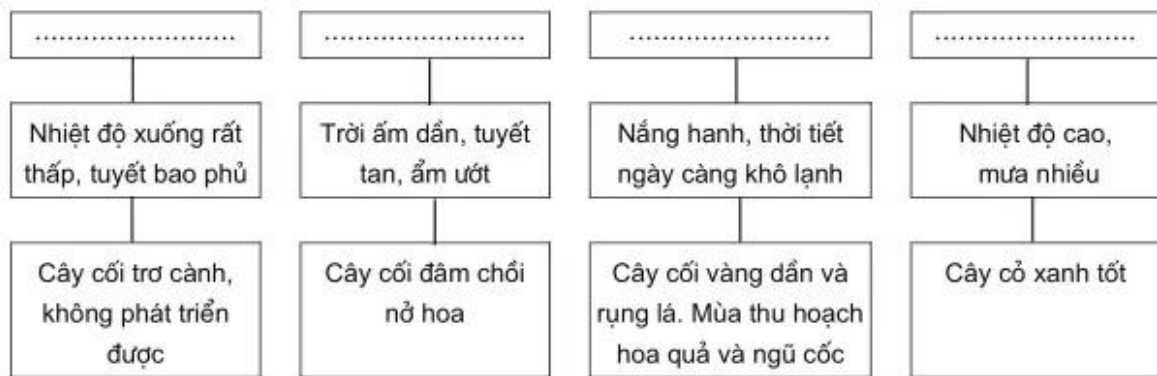 .........................
.........................
.........................
.........................
Nhiệt độ xuống rất
thấp, tuyết bao phủ
Trời ấm dần, tuyết
tan, ẩm ướt
Nắng hanh, thời tiết
ngày càng khô lạnh
Nhiệt độ cao,
mưa nhiều
Cây cối trơ cành,
không phát triển
được
Cây cối đâm chồi
nở hoa
Cây cối vàng dần và
rụng lá. Mùa thu hoạch
hoa quả và ngũ cốc
Cây cỏ xanh tốt